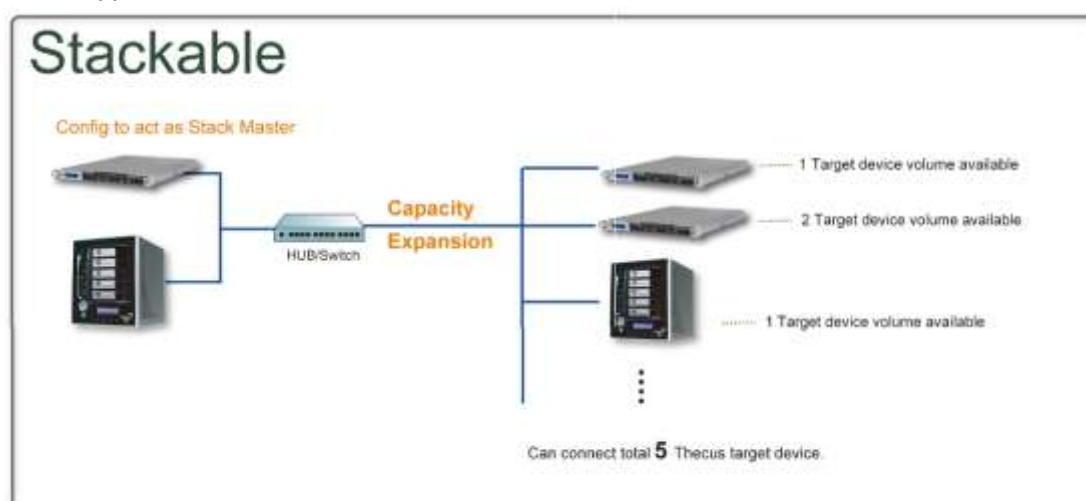 Stackable
Config to act as Stack Master
Capacity
Expansion
HUB/Switch
1 Target device volume available
2 Target device volume available
1 Target device volume available
Can connect total 5 Thecus target device.